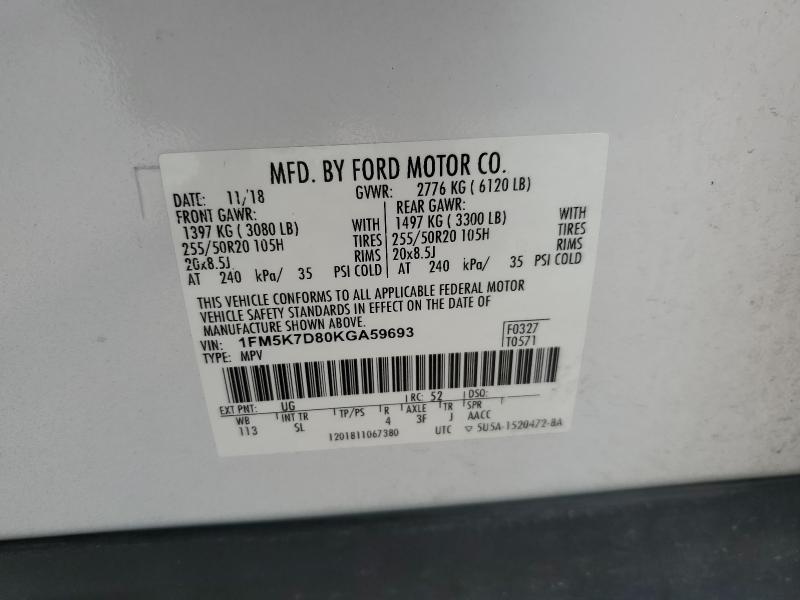 MFD. BY FORD MOTOR CO.
DATE: 11/18 GVWR: 2776 KG ( 6120 LB)
FRONT GAWR: REAR GAWR:
1397 KG ( 3080 LB) WITH 1497 KG ( 3300 LB) WITH
255/50R20 105H TIRES 255/50R20 105H TIRES
20x8.5J RIMS 20x8.5J RIMS
AT 240 kPa/ 35 PSI COLD AT 240 kPa/ 35 PSI COLD
THIS VEHICLE CONFORMS TO ALL APPLICABLE FEDERAL MOTOR
VEHICLE SAFETY STANDARDS IN EFFECT ON THE DATE OF
MANUFACTURE SHOWN ABOVE.
VIN: 1FM5K7D80KGA59693 F0327
TYPE: MPV T0571
EXT PNT: UG RC: 52 DSO:
WB INT TR TP/PS R AXLE TR SPR
113 SL 4 3F J AACC
1201811067380 UTC ▽ 5U5A-1520472-BA